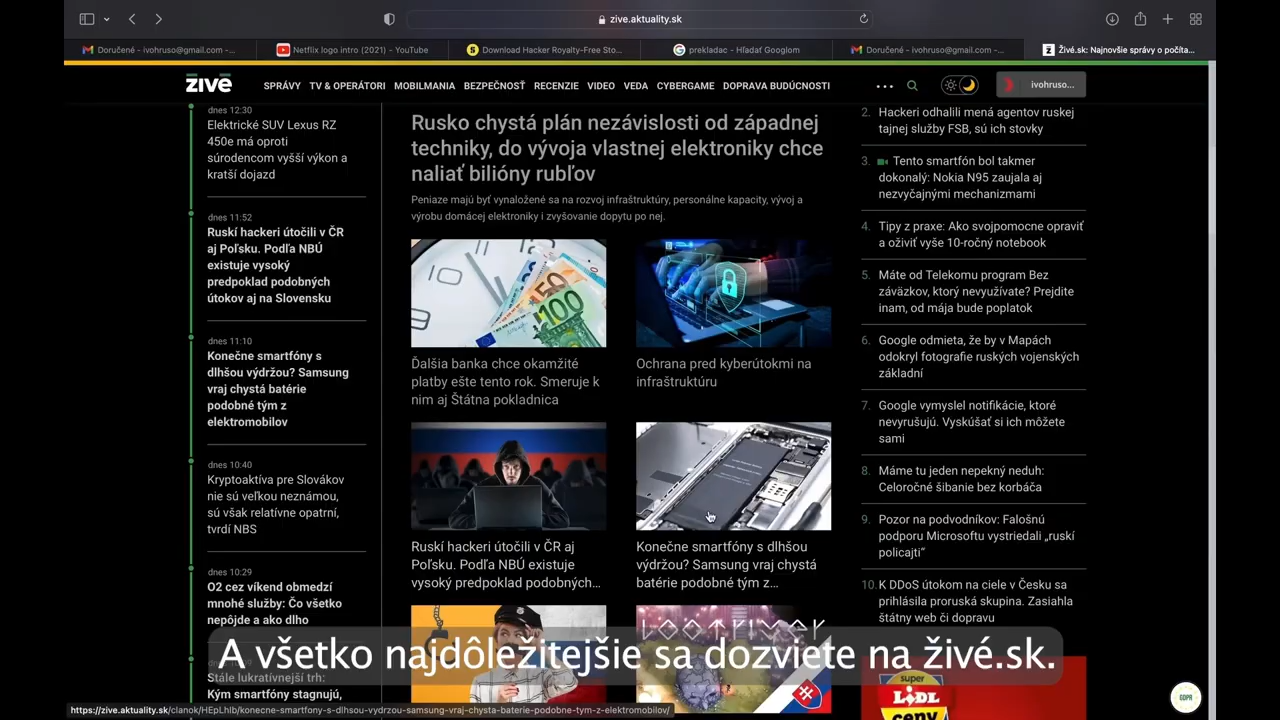 zive.aktuality.sk
Doručené – ivohruso@gmail.com –...
Netflix logo intro (2021) - YouTube
Download Hacker Royalty-Free Sto...
prekladac - Hľadať Googlom
Doručené – ivohruso@gmail.com –...
Živé.sk: Najnovšie správy o počíta...
živé
SPRÁVY TV & OPERÁTORI MOBILMANIA BEZPEČNOSŤ RECENZIE VIDEO VEDA CYBERGAME DOPRAVA BUDÚCNOSTI
ivohruso...
dnes 12:30
Elektrické SUV Lexus RZ
450e má oproti
súrodencom vyšší výkon a
kratší dojazd
dnes 11:52
Ruskí hackeri útočili v ČR
aj Poľsku. Podľa NBÚ
existuje vysoký
predpoklad podobných
útokov aj na Slovensku
dnes 11:10
Konečne smartfóny s
dlhšou výdržou? Samsung
vraj chystá batérie
podobné tým z
elektromobilov
dnes 10:40
Kryptoaktíva pre Slovákov
nie sú veľkou neznámou,
sú však relatívne opatrní,
tvrdí NBS
dnes 10:29
O2 cez víkend obmedzí
mnohé služby: Čo všetko
nepôjde a ako dlho
Stále lukratívnejší trh:
Kým smartfóny stagnujú,
Rusko chystá plán nezávislosti od západnej
techniky, do vývoja vlastnej elektroniky chce
naliať bilióny rubľov
Peniaze majú byť vynaložené sa na rozvoj infraštruktúry, personálne kapacity, vývoj a
výrobu domácej elektroniky i zvyšovanie dopytu po nej.
100
Ďalšia banka chce okamžité
platby ešte tento rok. Smeruje k
nim aj Štátna pokladnica
Ochrana pred kyberútokmi na
infraštruktúru
Ruskí hackeri útočili v ČR aj
Poľsku. Podľa NBÚ existuje
vysoký predpoklad podobných...
Konečne smartfóny s dlhšou
výdržou? Samsung vraj chystá
batérie podobné tým z...
2. Hackeri odhalili mená agentov ruskej
tajnej služby FSB, sú ich stovky
3. Tento smartfón bol takmer
dokonalý: Nokia N95 zaujala aj
nezvyčajnými mechanizmami
4. Tipy z praxe: Ako svojpomocne opraviť
a oživiť vyše 10-ročný notebook
5. Máte od Telekomu program Bez
záväzkov, ktorý nevyužívate? Prejdite
inam, od mája bude poplatok
6. Google odmieta, že by v Mapách
odokryl fotografie ruských vojenských
základní
7. Google vymyslel notifikácie, ktoré
nevyrušujú. Vyskúšať si ich môžete
sami
8. Máme tu jeden nepekný neduh:
Celoročné šibanie bez korbáča
9. Pozor na podvodníkov: Falošnú
podporu Microsoftu vystriedali „ruskí
policajti“
10. K DDoS útokom na ciele v Česku sa
prihlásila proruská skupina. Zasiahla
štátny web či dopravu
super
LIDL
ceny
GDPR
A všetko najdôležitejšie sa dozviete na živé.sk.
https://zive.aktuality.sk/clanok/HEpLhlb/konecne-smartfony-s-dlhsou-vydrzou-samsung-vraj-chysta-baterie-podobne-tym-z-elektromobilov/